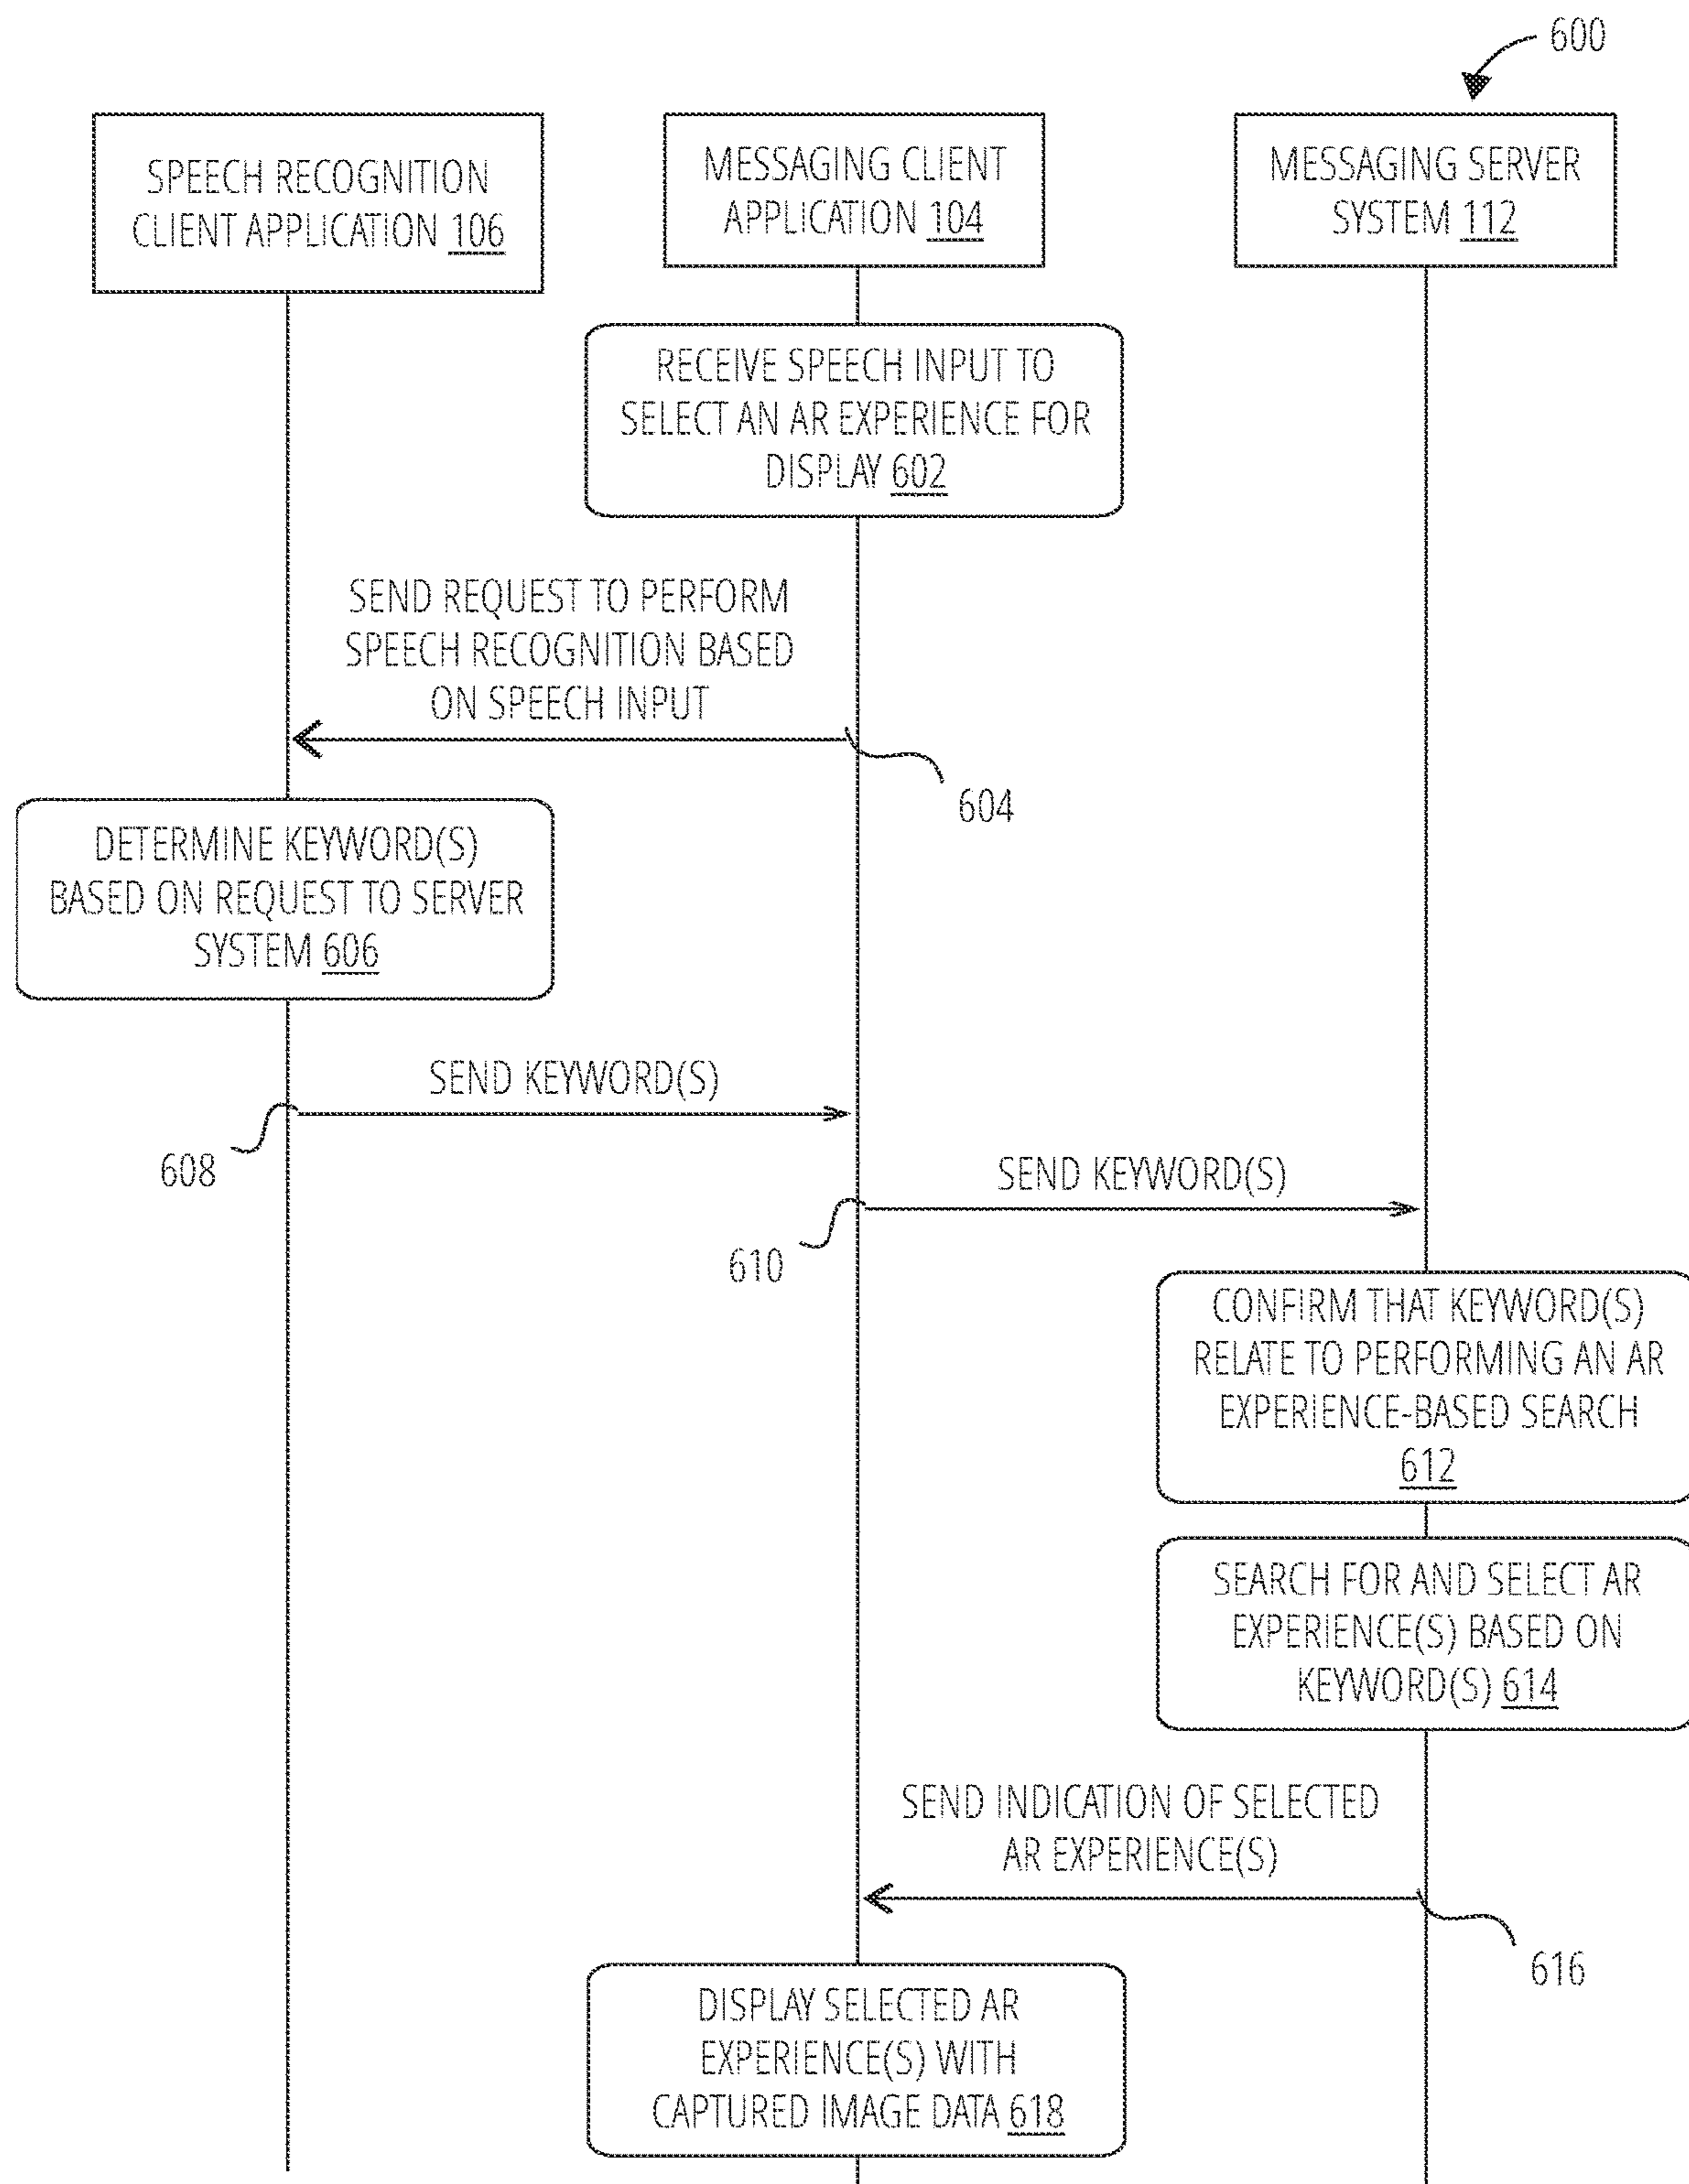 600
SPEECH RECOGNITION
CLIENT APPLICATION 106
MESSAGING CLIENT
APPLICATION 104
MESSAGING SERVER
SYSTEM 112
RECEIVE SPEECH INPUT TO
SELECT AN AR EXPERIENCE FOR
DISPLAY 602
SEND REQUEST TO PERFORM
SPEECH RECOGNITION BASED
ON SPEECH INPUT
604
DETERMINE KEYWORD(S)
BASED ON REQUEST TO SERVER
SYSTEM 606
SEND KEYWORD(S)
608
SEND KEYWORD(S)
610
CONFIRM THAT KEYWORD(S)
RELATE TO PERFORMING AN AR
EXPERIENCE-BASED SEARCH
612
SEARCH FOR AND SELECT AR
EXPERIENCE(S) BASED ON
KEYWORD(S) 614
SEND INDICATION OF SELECTED
AR EXPERIENCE(S)
616
DISPLAY SELECTED AR
EXPERIENCE(S) WITH
CAPTURED IMAGE DATA 618